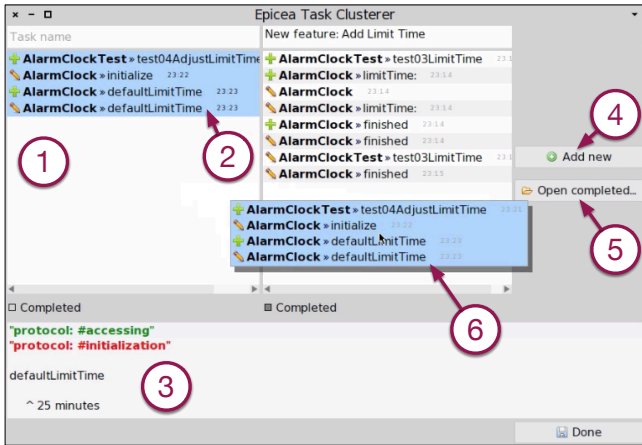 Epicea Task Clusterer
Task name
New feature: Add Limit Time
AlarmClockTest » test04AdjustLimitTime
AlarmClock » initialize 23:22
AlarmClock » defaultLimitTime 23:23
AlarmClock » defaultLimitTime 23:23
AlarmClockTest » test03LimitTime
AlarmClock » limitTime: 23:14
AlarmClock 23:14
AlarmClock » limitTime: 23:14
AlarmClock » finished 23:14
AlarmClock » finished 23:14
AlarmClockTest » test03LimitTime
AlarmClock » finished 23:15
1
2
4
Add new
Open completed...
5
AlarmClockTest » test04AdjustLimitTime 23:21
AlarmClock » initialize 23:22
AlarmClock » defaultLimitTime 23:23
AlarmClock » defaultLimitTime 23:23
6
Completed
Completed
"protocol: #accessing"
"protocol: #initialization"
defaultLimitTime
^ 25 minutes
3
Done